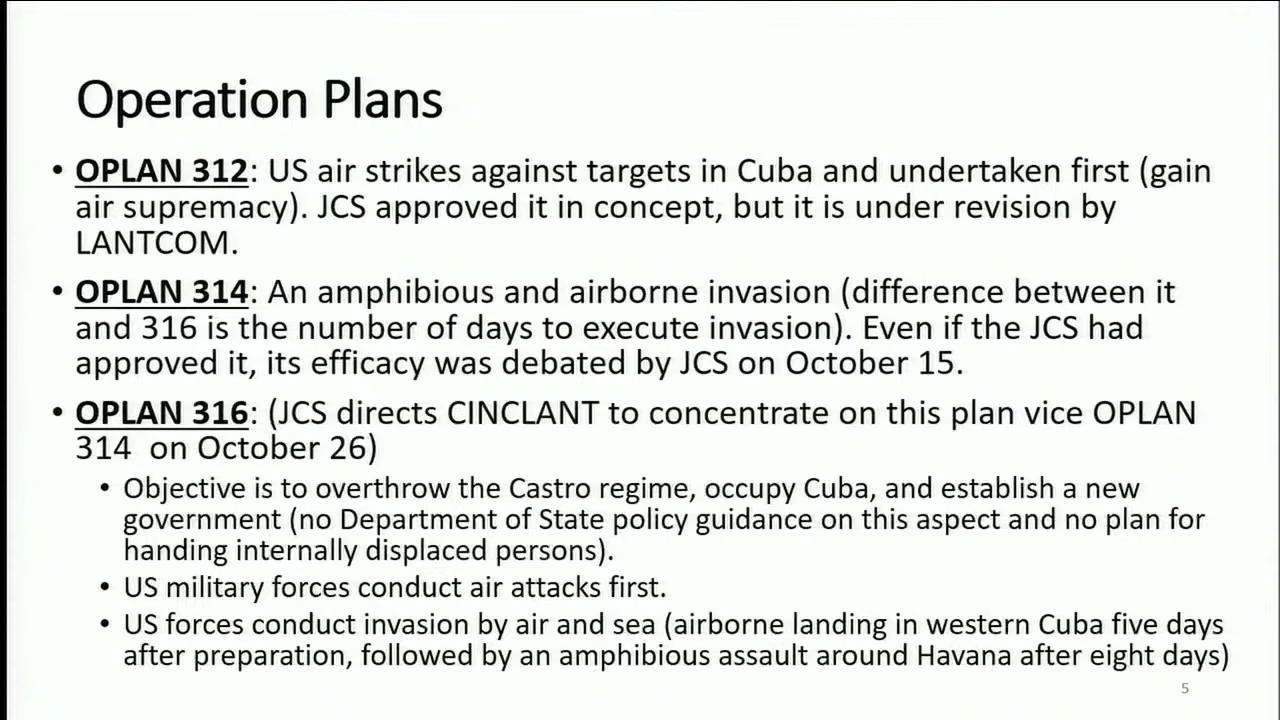 Operation Plans
• OPLAN 312: US air strikes against targets in Cuba and undertaken first (gain
air supremacy). JCS approved it in concept, but it is under revision by
LANTCOM.
• OPLAN 314: An amphibious and airborne invasion (difference between it
and 316 is the number of days to execute invasion). Even if the JCS had
approved it, its efficacy was debated by JCS on October 15.
• OPLAN 316: (JCS directs CINCLANT to concentrate on this plan vice OPLAN
314 on October 26)
• Objective is to overthrow the Castro regime, occupy Cuba, and establish a new
government (no Department of State policy guidance on this aspect and no plan for
handing internally displaced persons).
• US military forces conduct air attacks first.
• US forces conduct invasion by air and sea (airborne landing in western Cuba five days
after preparation, followed by an amphibious assault around Havana after eight days)
5